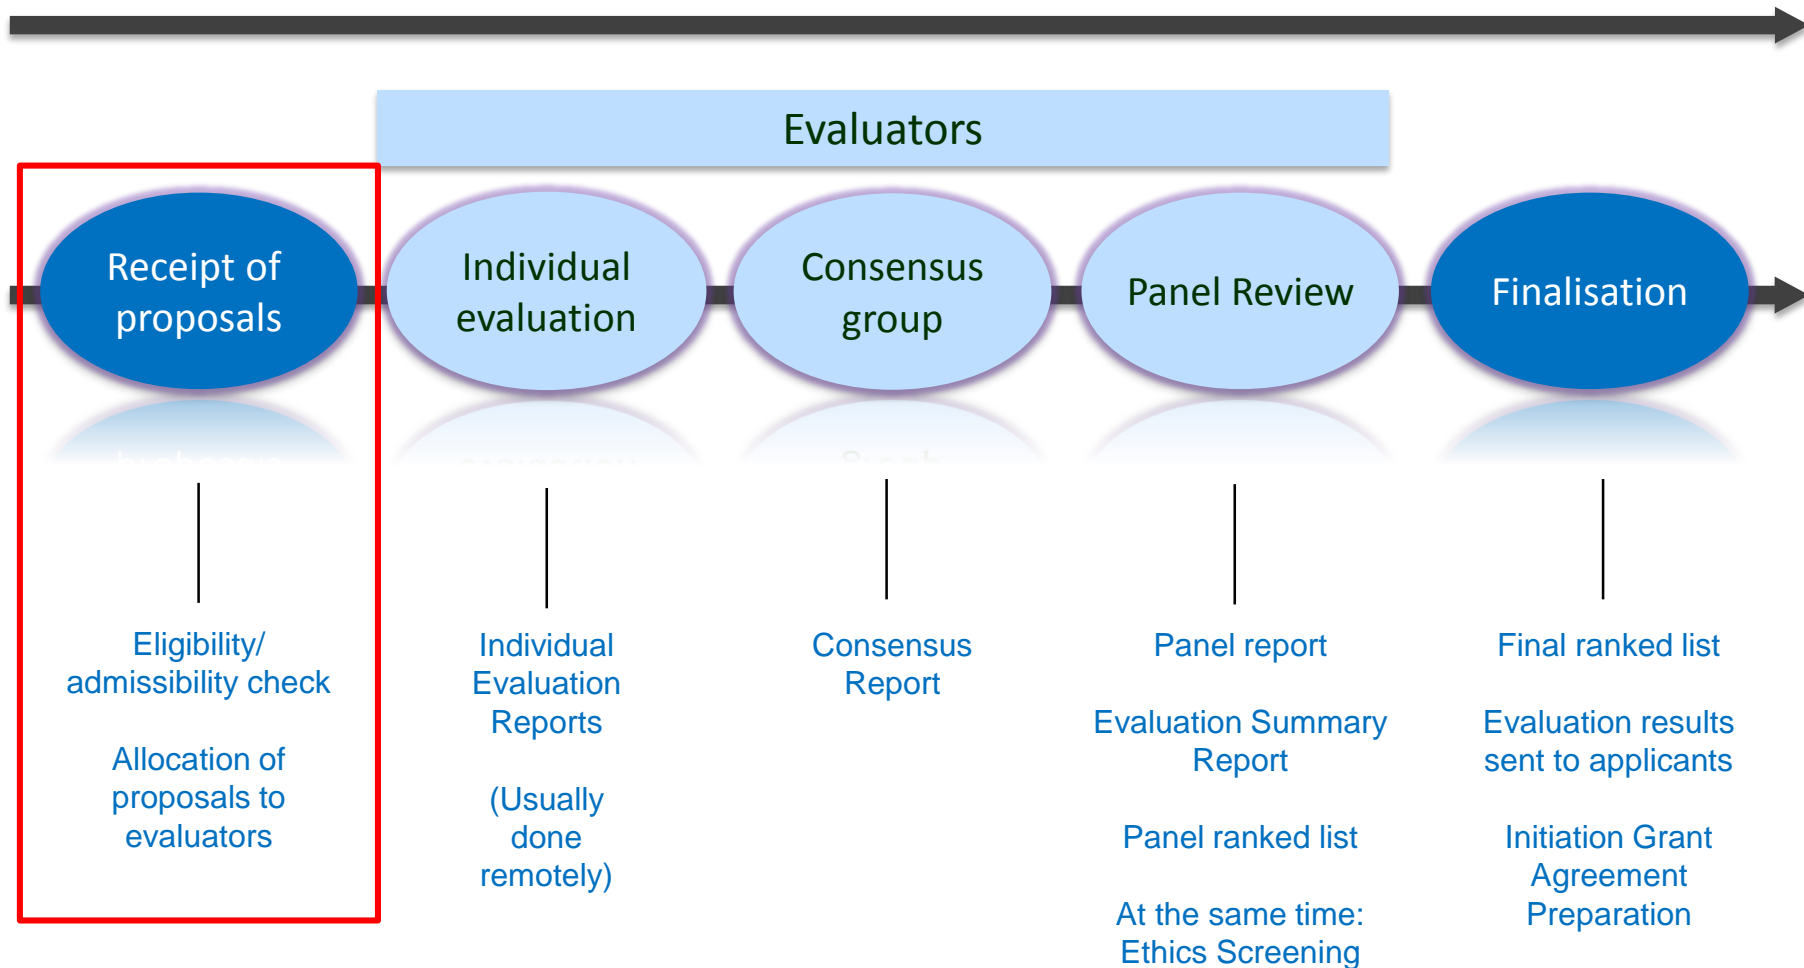 Evaluators
Receipt of
proposals
Individual
evaluation
Consensus
group
Panel Review
Finalisation
Eligibility/
admissibility check
Allocation of
proposals to
evaluators
Individual
Evaluation
Reports
(Usually
done
remotely)
Consensus
Report
Panel report
Evaluation Summary
Report
Panel ranked list
At the same time:
Ethics Screening
Final ranked list
Evaluation results
sent to applicants
Initiation Grant
Agreement
Preparation